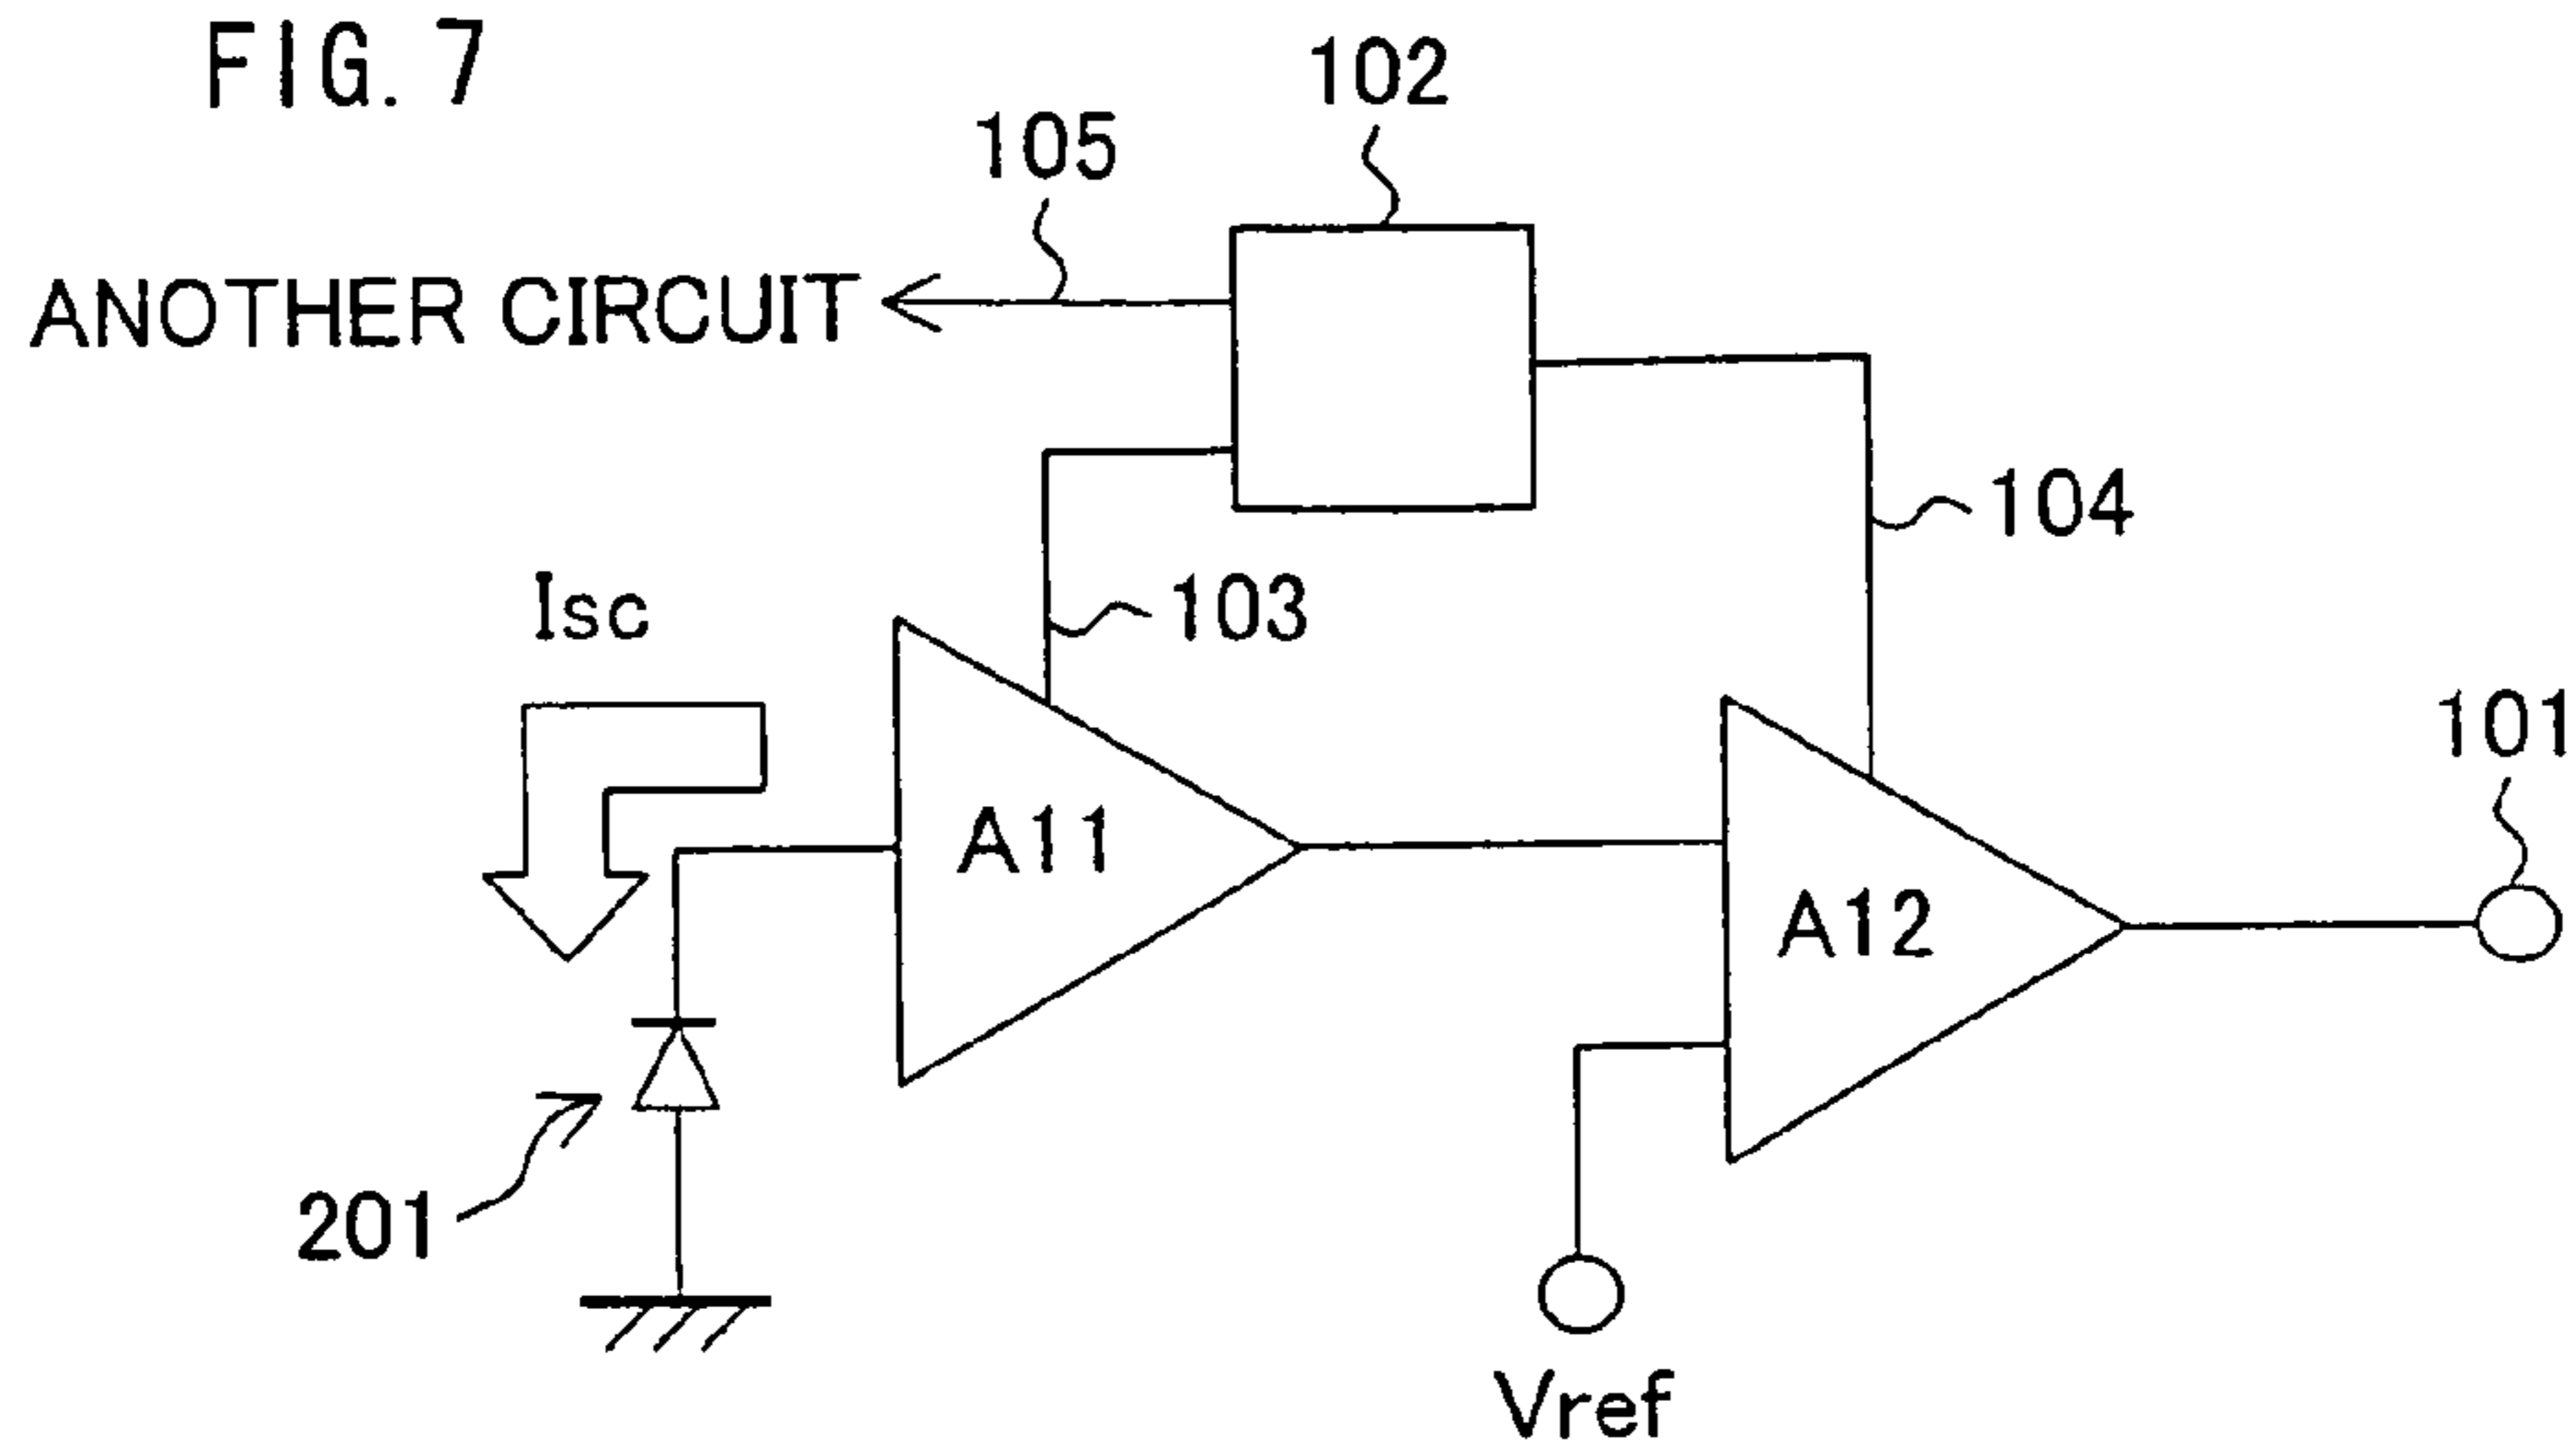 FIG. 7
102
105
ANOTHER CIRCUIT
104
Isc
103
101
A11
A12
201
Vref